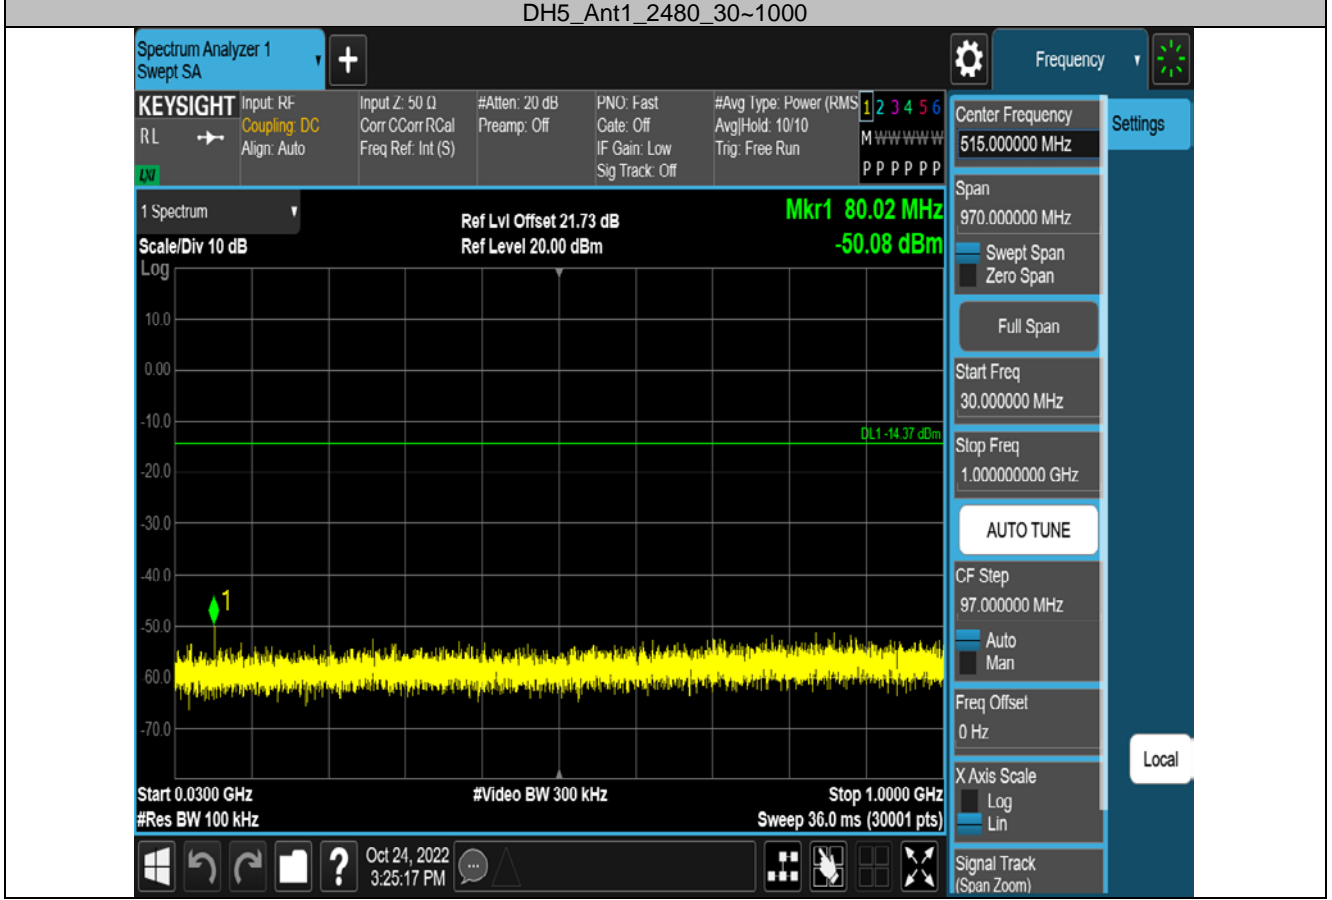 DH5_Ant1_2480_30~1000
Spectrum Analyzer 1
Swept SA
+
Frequency
KEYSIGHT
RL
LXI
Input: RF
Coupling: DC
Align: Auto
Input Z: 50 Ω
Corr CCorr RCal
Freq Ref: Int (S)
#Atten: 20 dB
Preamp: Off
PNO: Fast
Gate: Off
IF Gain: Low
Sig Track: Off
#Avg Type: Power (RMS
Avg|Hold: 10/10
Trig: Free Run
1 2 3 4 5 6
M W W W W W
P P P P P P
1 Spectrum
Scale/Div 10 dB
Log
Ref Lvl Offset 21.73 dB
Ref Level 20.00 dBm
Mkr1 80.02 MHz
-50.08 dBm
10.0
0.00
-10.0
DL1 -14.37 dBm
-20.0
-30.0
-40.0
1
-50.0
-60.0
-70.0
Start 0.0300 GHz
#Res BW 100 kHz
#Video BW 300 kHz
Stop 1.0000 GHz
Sweep 36.0 ms (30001 pts)
?
Oct 24, 2022
3:25:17 PM
Center Frequency
515.000000 MHz
Span
970.000000 MHz
Swept Span
Zero Span
Full Span
Start Freq
30.000000 MHz
Stop Freq
1.000000000 GHz
AUTO TUNE
CF Step
97.000000 MHz
Auto
Man
Freq Offset
0 Hz
X Axis Scale
Log
Lin
Signal Track
(Span Zoom)
Settings
Local